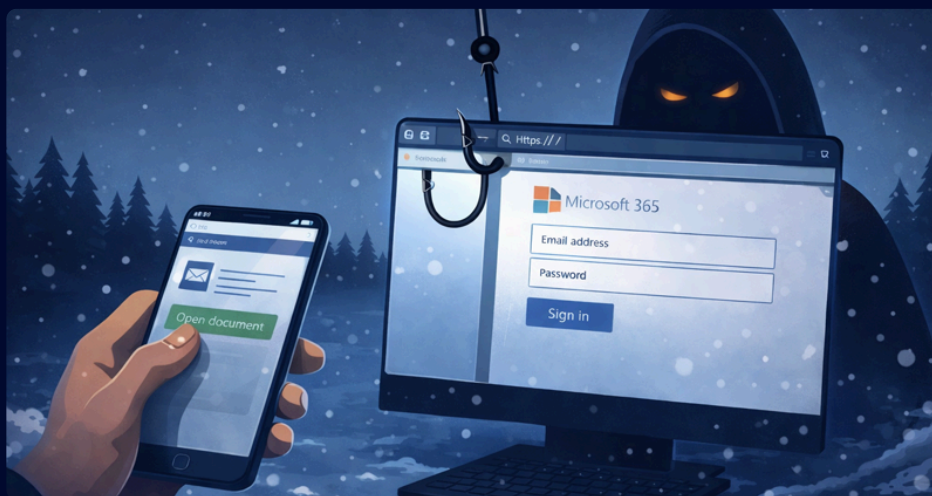 Open document
Https:///
Microsoft 365
Email address
Password
Sign in